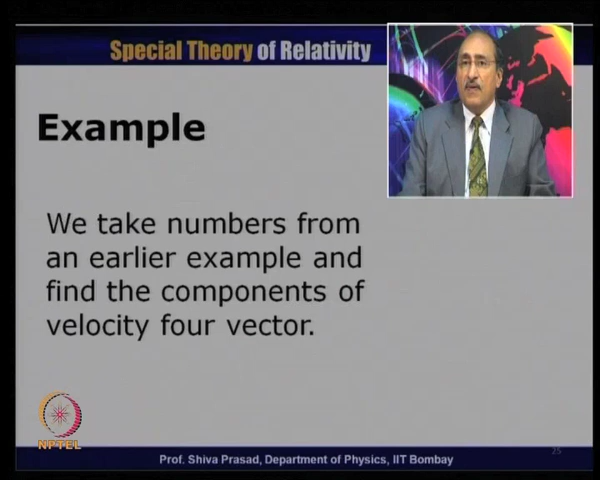 Special Theory of Relativity
Example
We take numbers from
an earlier example and
find the components of
velocity four vector.
NPTEL
25
Prof. Shiva Prasad, Department of Physics, IIT Bombay